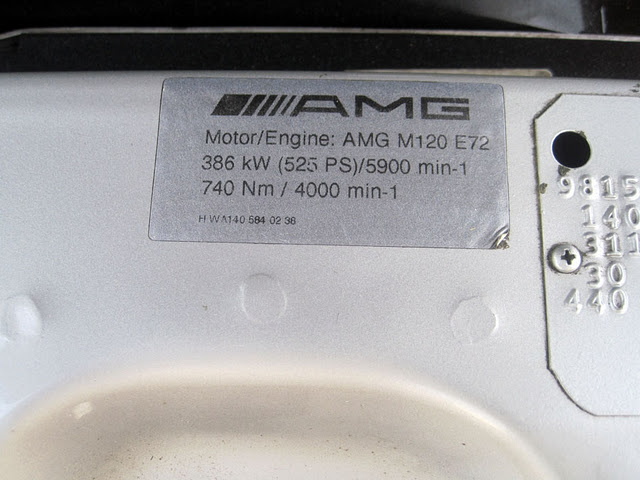 AMG
Motor/Engine: AMG M120 E72
386 kW (525 PS)/5900 min-1
740 Nm / 4000 min-1
HWA140 584 02 36
9815
140
311
30
440